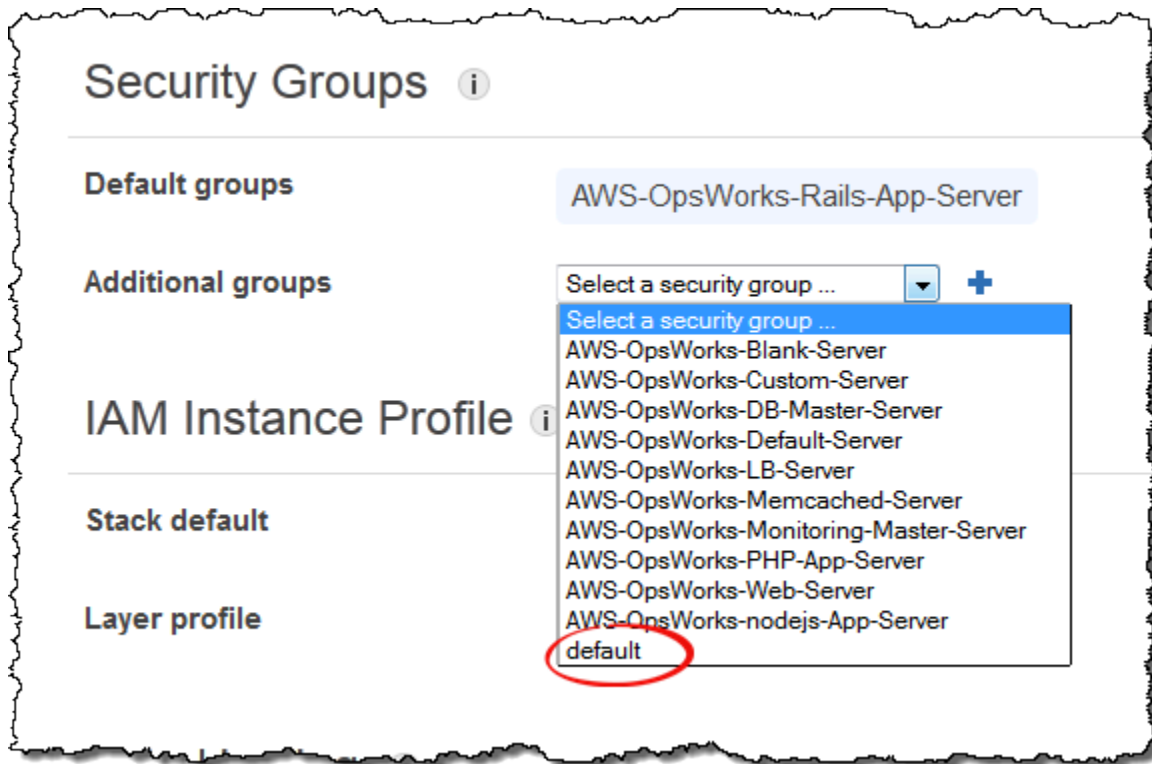 Security Groups i
Default groups
AWS-OpsWorks-Rails-App-Server
Additional groups
Select a security group ...
Select a security group ...
AWS-OpsWorks-Blank-Server
AWS-OpsWorks-Custom-Server
AWS-OpsWorks-DB-Master-Server
AWS-OpsWorks-Default-Server
AWS-OpsWorks-LB-Server
AWS-OpsWorks-Memcached-Server
AWS-OpsWorks-Monitoring-Master-Server
AWS-OpsWorks-PHP-App-Server
AWS-OpsWorks-Web-Server
AWS-OpsWorks-nodejs-App-Server
default
IAM Instance Profile i
Stack default
Layer profile